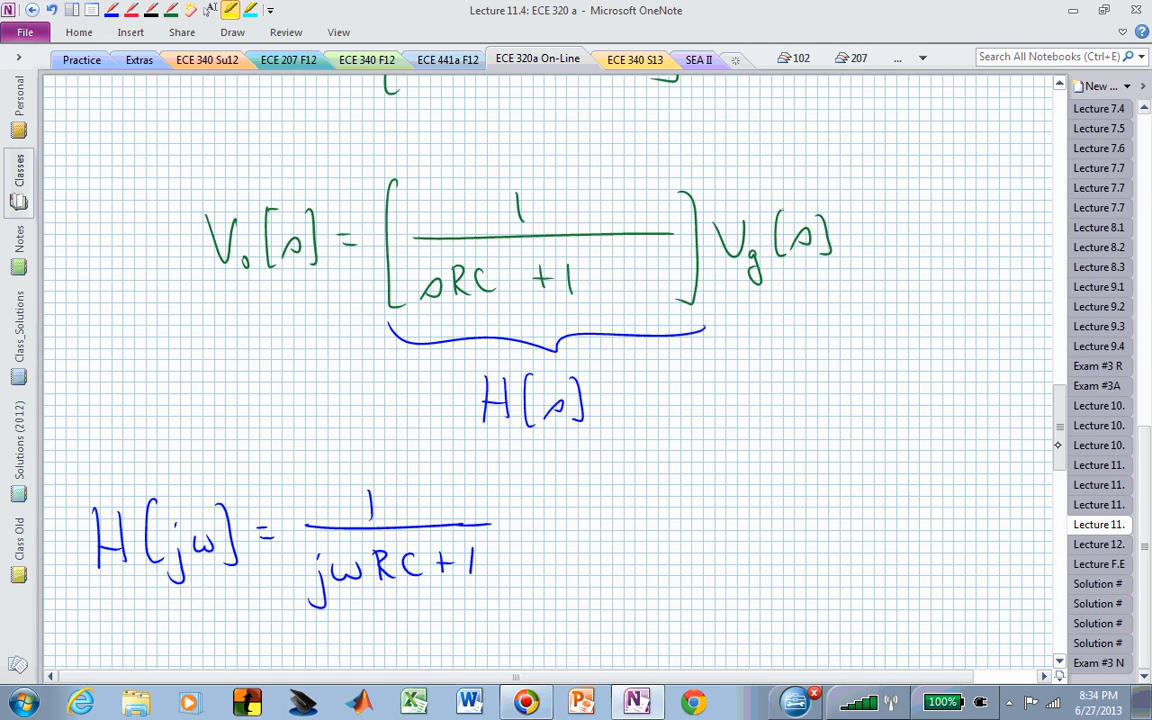 Lecture 11.4: ECE 320 a - Microsoft OneNote
File Home Insert Share Draw Review View
Practice Extras ECE 340 Su12 ECE 207 F12 ECE 340 F12 ECE 441a F12 ECE 320a On-Line ECE 340 S13 SEA II 102 207 ... Search All Notebooks (Ctrl+E)
Personal
Classes
Notes
Class_Solutions
Solutions (2012)
Class Old
V₀[s] = [ 1 / (sRC + 1) ] Vg[s]
H[s]
H(jω) = 1 / (jωRC + 1)
New ...
Lecture 7.4
Lecture 7.5
Lecture 7.6
Lecture 7.7
Lecture 7.7
Lecture 7.7
Lecture 8.1
Lecture 8.2
Lecture 8.3
Lecture 9.1
Lecture 9.2
Lecture 9.3
Lecture 9.4
Exam #3 R
Exam #3A
Lecture 10.
Lecture 10.
Lecture 10.
Lecture 11.
Lecture 11.
Lecture 11.
Lecture 11.
Lecture 12.
Lecture F.E
Solution #
Solution #
Solution #
Solution #
Exam #3 N
100%
8:34 PM
6/27/2013